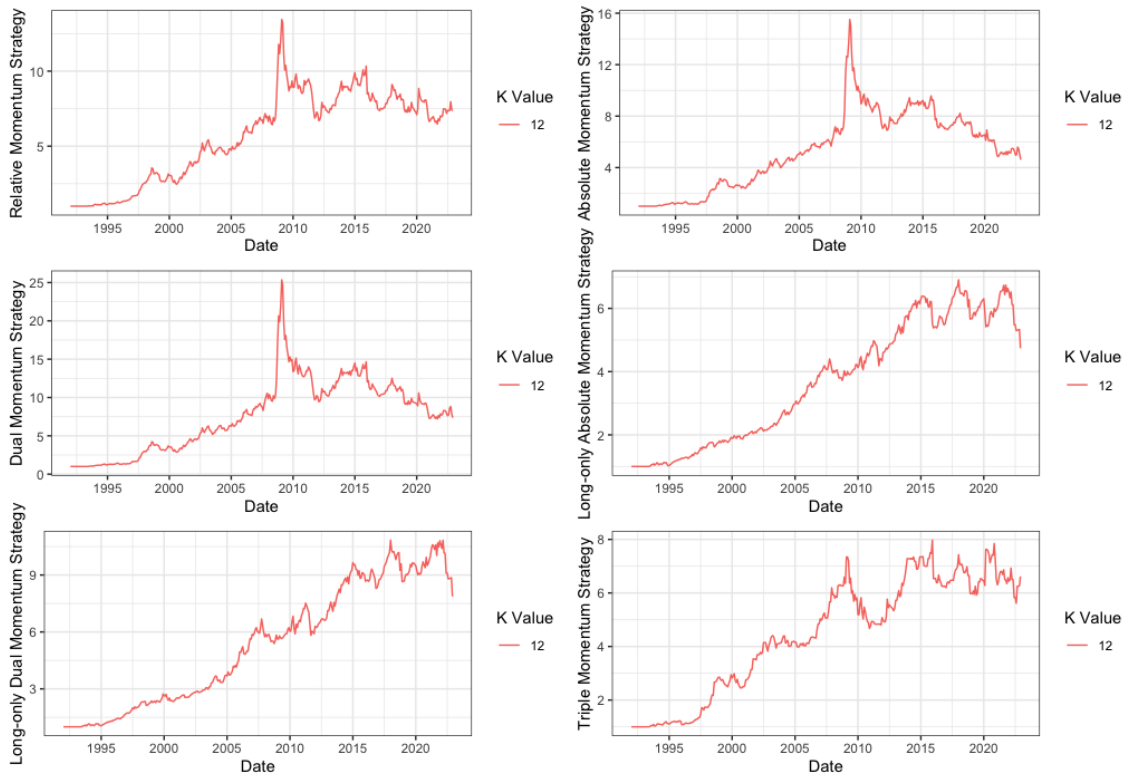 Relative Momentum Strategy
10
5
1995 2000 2005 2010 2015 2020
Date
K Value
12
Absolute Momentum Strategy
16
12
8
4
1995 2000 2005 2010 2015 2020
Date
K Value
12
Dual Momentum Strategy
25
20
15
10
5
0
1995 2000 2005 2010 2015 2020
Date
K Value
12
Long-only Absolute Momentum Strategy
6
4
2
1995 2000 2005 2010 2015 2020
Date
K Value
12
Long-only Dual Momentum Strategy
9
6
3
1995 2000 2005 2010 2015 2020
Date
K Value
12
Triple Momentum Strategy
8
6
4
2
1995 2000 2005 2010 2015 2020
Date
K Value
12